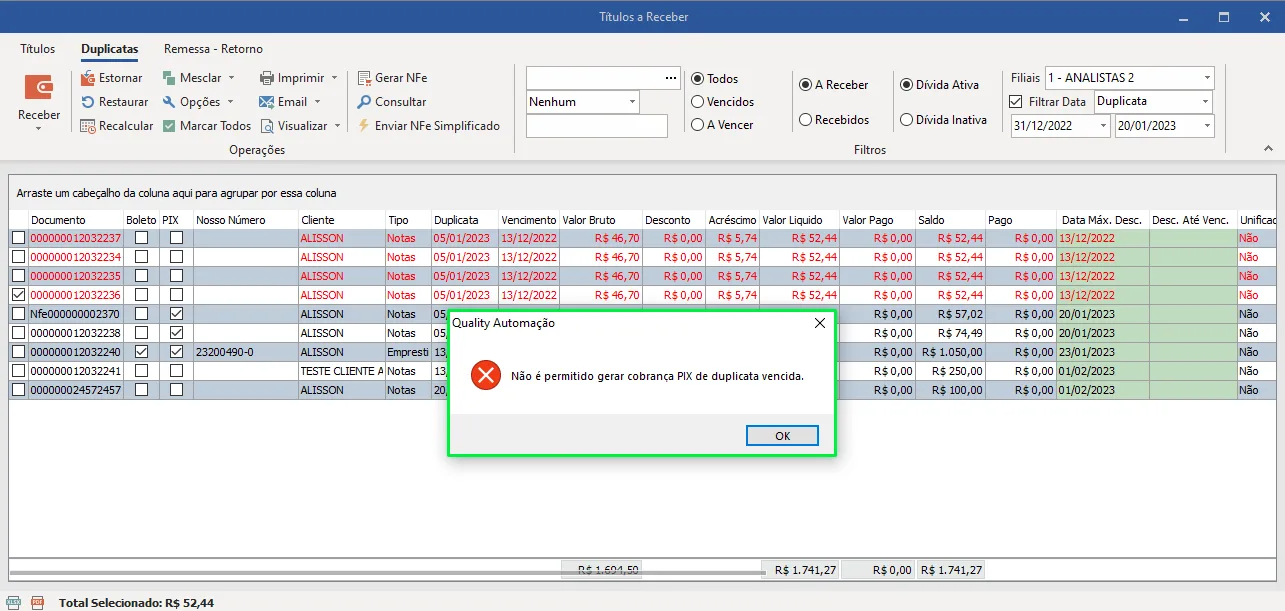 Títulos a Receber
Títulos Duplicatas Remessa - Retorno
Receber
Estornar Mesclar Imprimir Gerar NFe
Restaurar Opções Email Consultar
Recalcular Marcar Todos Visualizar Enviar NFe Simplificado
Operações
...
Nenhum
Todos
Vencidos
A Vencer
A Receber
Recebidos
Dívida Ativa
Dívida Inativa
Filiais 1 - ANALISTAS 2
Filtrar Data Duplicata
31/12/2022 20/01/2023
Filtros
Arraste um cabeçalho da coluna aqui para agrupar por essa coluna
Documento Boleto PIX Nosso Número Cliente Tipo Duplicata Vencimento Valor Bruto Desconto Acréscimo Valor Liquido Valor Pago Saldo Pago Data Máx. Desc. Desc. Até Venc. Unificad
000000012032237 ALISSON Notas 05/01/2023 13/12/2022 R$ 46,70 R$ 0,00 R$ 5,74 R$ 52,44 R$ 0,00 R$ 52,44 R$ 0,00 13/12/2022 Não
000000012032234 ALISSON Notas 05/01/2023 13/12/2022 R$ 46,70 R$ 0,00 R$ 5,74 R$ 52,44 R$ 0,00 R$ 52,44 R$ 0,00 13/12/2022 Não
000000012032235 ALISSON Notas 05/01/2023 13/12/2022 R$ 46,70 R$ 0,00 R$ 5,74 R$ 52,44 R$ 0,00 R$ 52,44 R$ 0,00 13/12/2022 Não
000000012032236 ALISSON Notas 05/01/2023 13/12/2022 R$ 46,70 R$ 0,00 R$ 5,74 R$ 52,44 R$ 0,00 R$ 52,44 R$ 0,00 13/12/2022 Não
Nfe000000002370 ALISSON Notas 05, R$ 0,00 R$ 57,02 R$ 0,00 20/01/2023 Não
000000012032238 ALISSON Notas 05, R$ 0,00 R$ 74,49 R$ 0,00 20/01/2023 Não
000000012032240 23200490-0 ALISSON Empresti 13, R$ 0,00 R$ 1.050,00 R$ 0,00 23/01/2023 Não
000000012032241 TESTE CLIENTE A Notas 13, R$ 0,00 R$ 250,00 R$ 0,00 01/02/2023 Não
000000024572457 ALISSON Notas 20, R$ 0,00 R$ 100,00 R$ 0,00 01/02/2023 Não
Quality Automação
Não é permitido gerar cobrança PIX de duplicata vencida.
OK
R$ 1.694,50 R$ 1.741,27 R$ 0,00 R$ 1.741,27
Total Selecionado: R$ 52,44